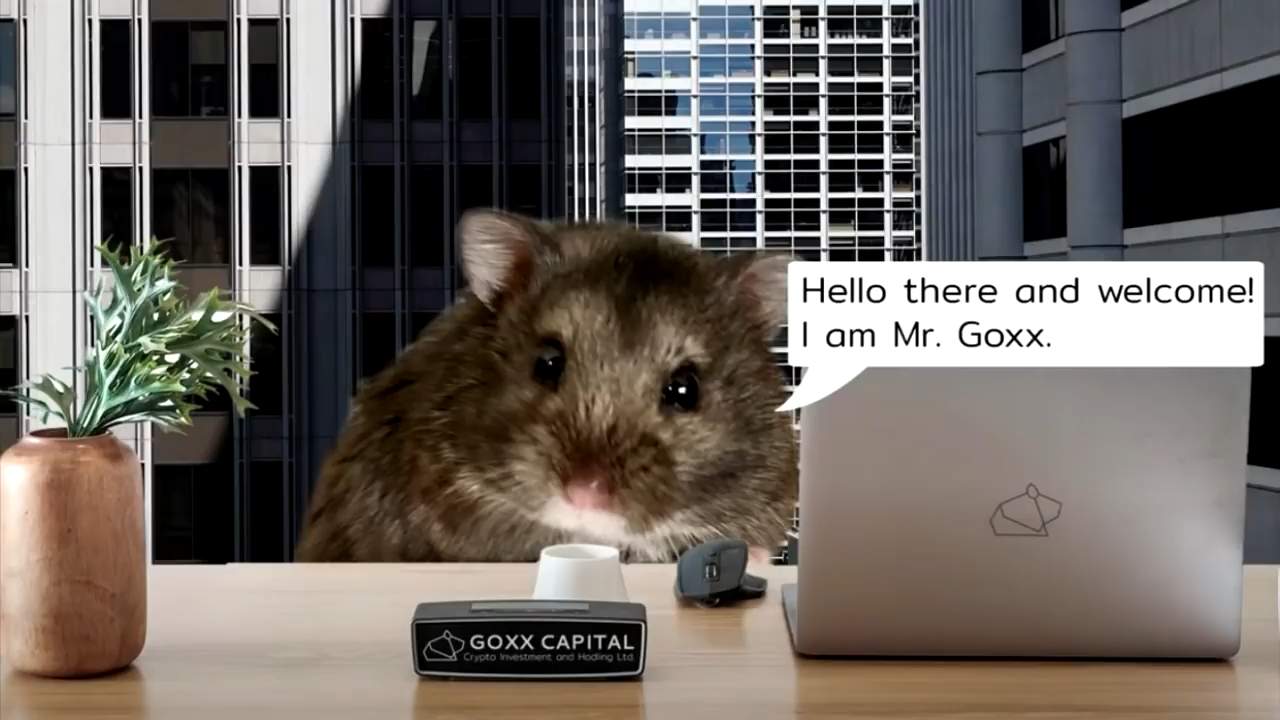 Hello there and welcome!
I am Mr. Goxx.
GOXX CAPITAL
Crypto Investment and Hodling Ltd.